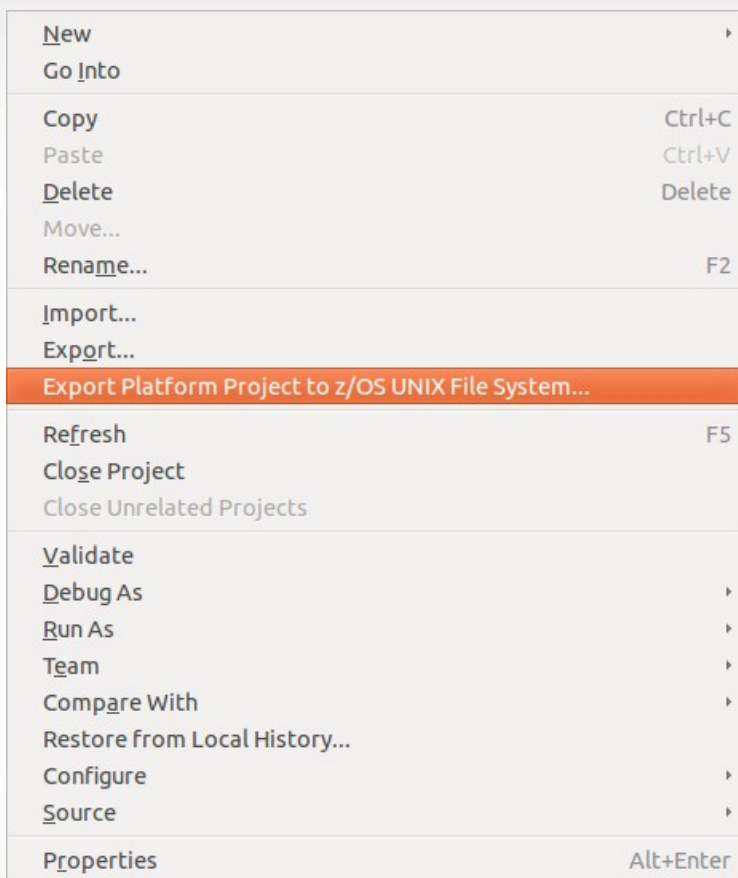 New
Go Into
Copy Ctrl+C
Paste Ctrl+V
Delete Delete
Move...
Rename... F2
Import...
Export...
Export Platform Project to z/OS UNIX File System...
Refresh F5
Close Project
Close Unrelated Projects
Validate
Debug As
Run As
Team
Compare With
Restore from Local History...
Configure
Source
Properties Alt+Enter